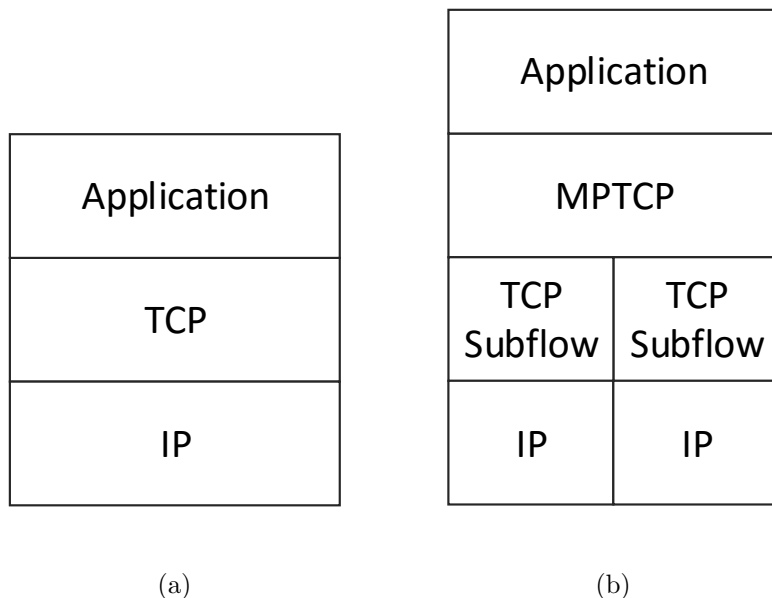 Application
TCP
IP
(a)
Application
MPTCP
TCP
Subflow
TCP
Subflow
IP
IP
(b)